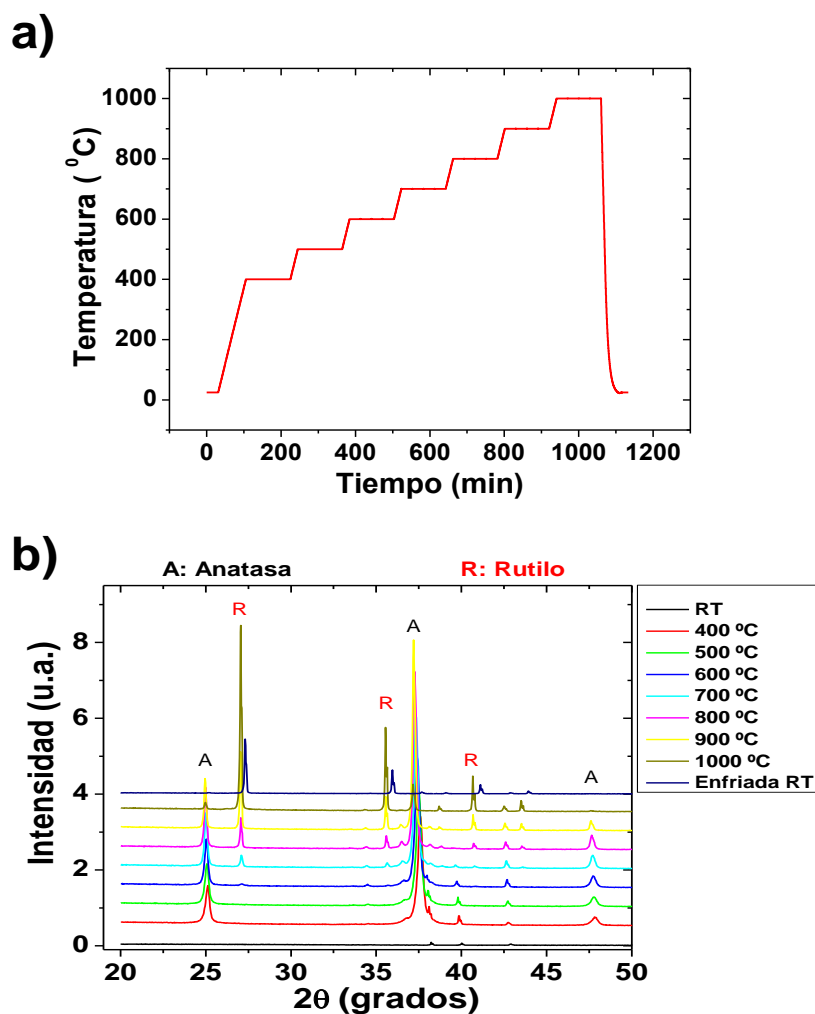 a)
1000
800
600
400
200
0
Temperatura ( ⁰C)
0 200 400 600 800 1000 1200
Tiempo (min)
b)
A: Anatasa R: Rutilo
8
6
4
2
0
Intensidad (u.a.)
R
A
R
A
R
A
RT
400 ºC
500 ºC
600 ºC
700 ºC
800 ºC
900 ºC
1000 ºC
Enfriada RT
20 25 30 35 40 45 50
2θ (grados)